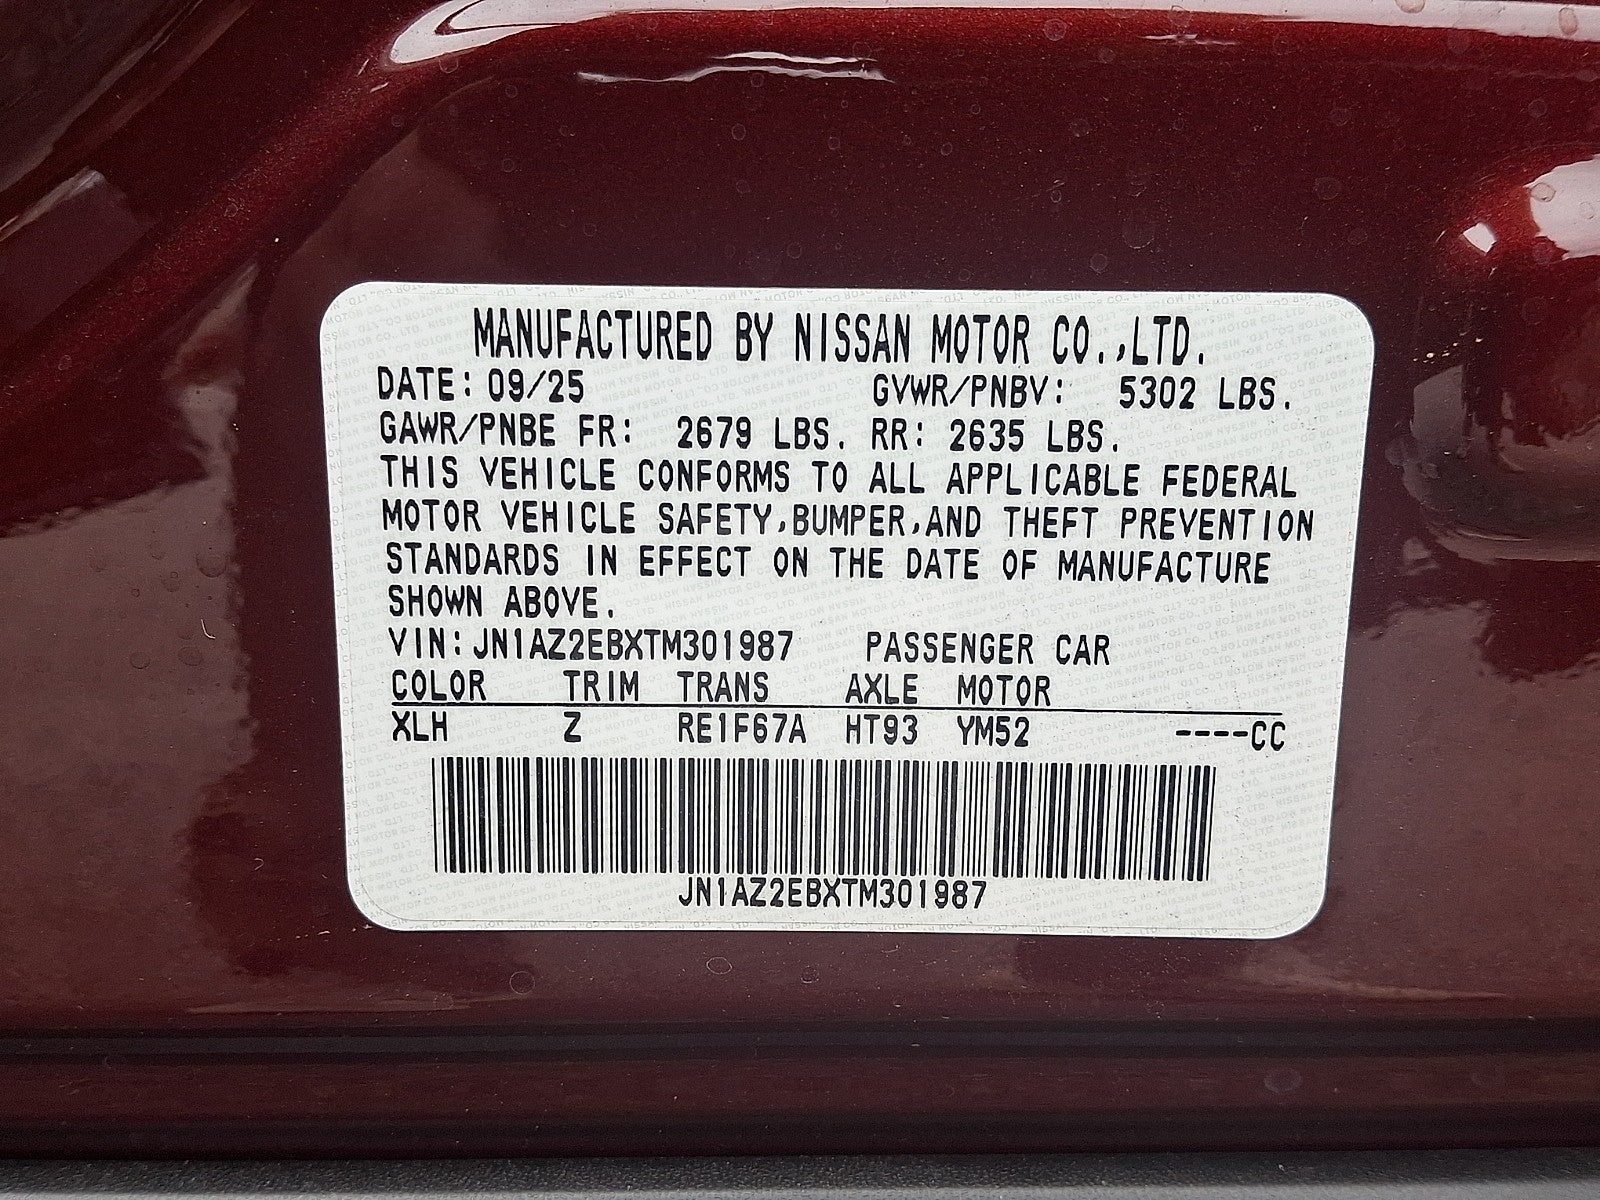 MANUFACTURED BY NISSAN MOTOR CO.,LTD.
DATE: 09/25 GVWR/PNBV: 5302 LBS.
GAWR/PNBE FR: 2679 LBS. RR: 2635 LBS.
THIS VEHICLE CONFORMS TO ALL APPLICABLE FEDERAL
MOTOR VEHICLE SAFETY,BUMPER,AND THEFT PREVENTION
STANDARDS IN EFFECT ON THE DATE OF MANUFACTURE
SHOWN ABOVE.
VIN:JN1AZ2EBXTM301987 PASSENGER CAR
COLOR TRIM TRANS AXLE MOTOR
XLH Z RE1F67A HT93 YM52 ----CC
JN1AZ2EBXTM301987